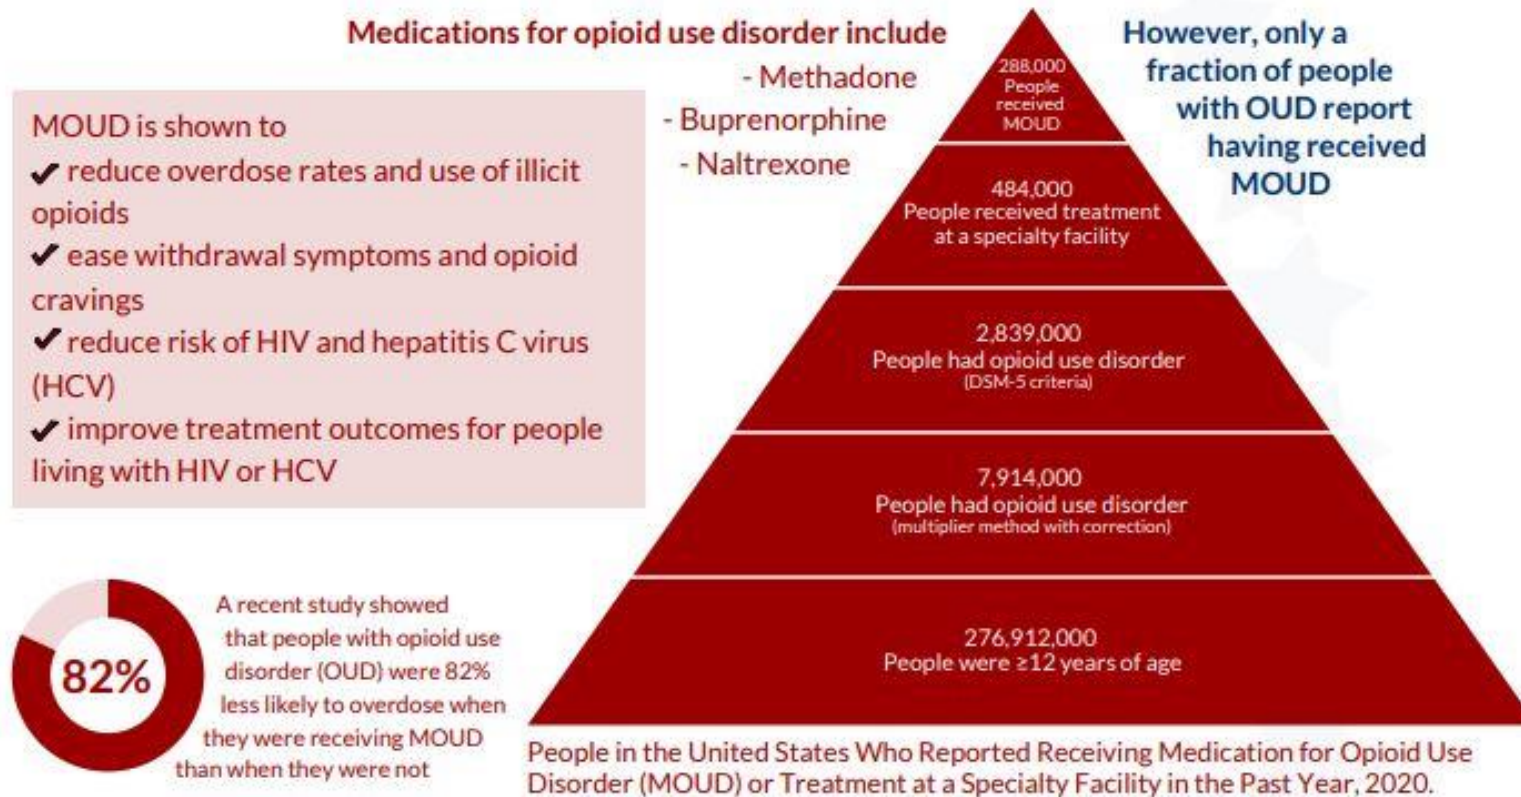 Medications for opioid use disorder include
- Methadone
- Buprenorphine
- Naltrexone
MOUD is shown to
✔ reduce overdose rates and use of illicit
opioids
✔ ease withdrawal symptoms and opioid
cravings
✔ reduce risk of HIV and hepatitis C virus
(HCV)
✔ improve treatment outcomes for people
living with HIV or HCV
82%
A recent study showed
that people with opioid use
disorder (OUD) were 82%
less likely to overdose when
they were receiving MOUD
than when they were not
However, only a
fraction of people
with OUD report
having received
MOUD
288,000
People
received
MOUD
484,000
People received treatment
at a specialty facility
2,839,000
People had opioid use disorder
(DSM-5 criteria)
7,914,000
People had opioid use disorder
(multiplier method with correction)
276,912,000
People were ≥12 years of age
People in the United States Who Reported Receiving Medication for Opioid Use
Disorder (MOUD) or Treatment at a Specialty Facility in the Past Year, 2020.